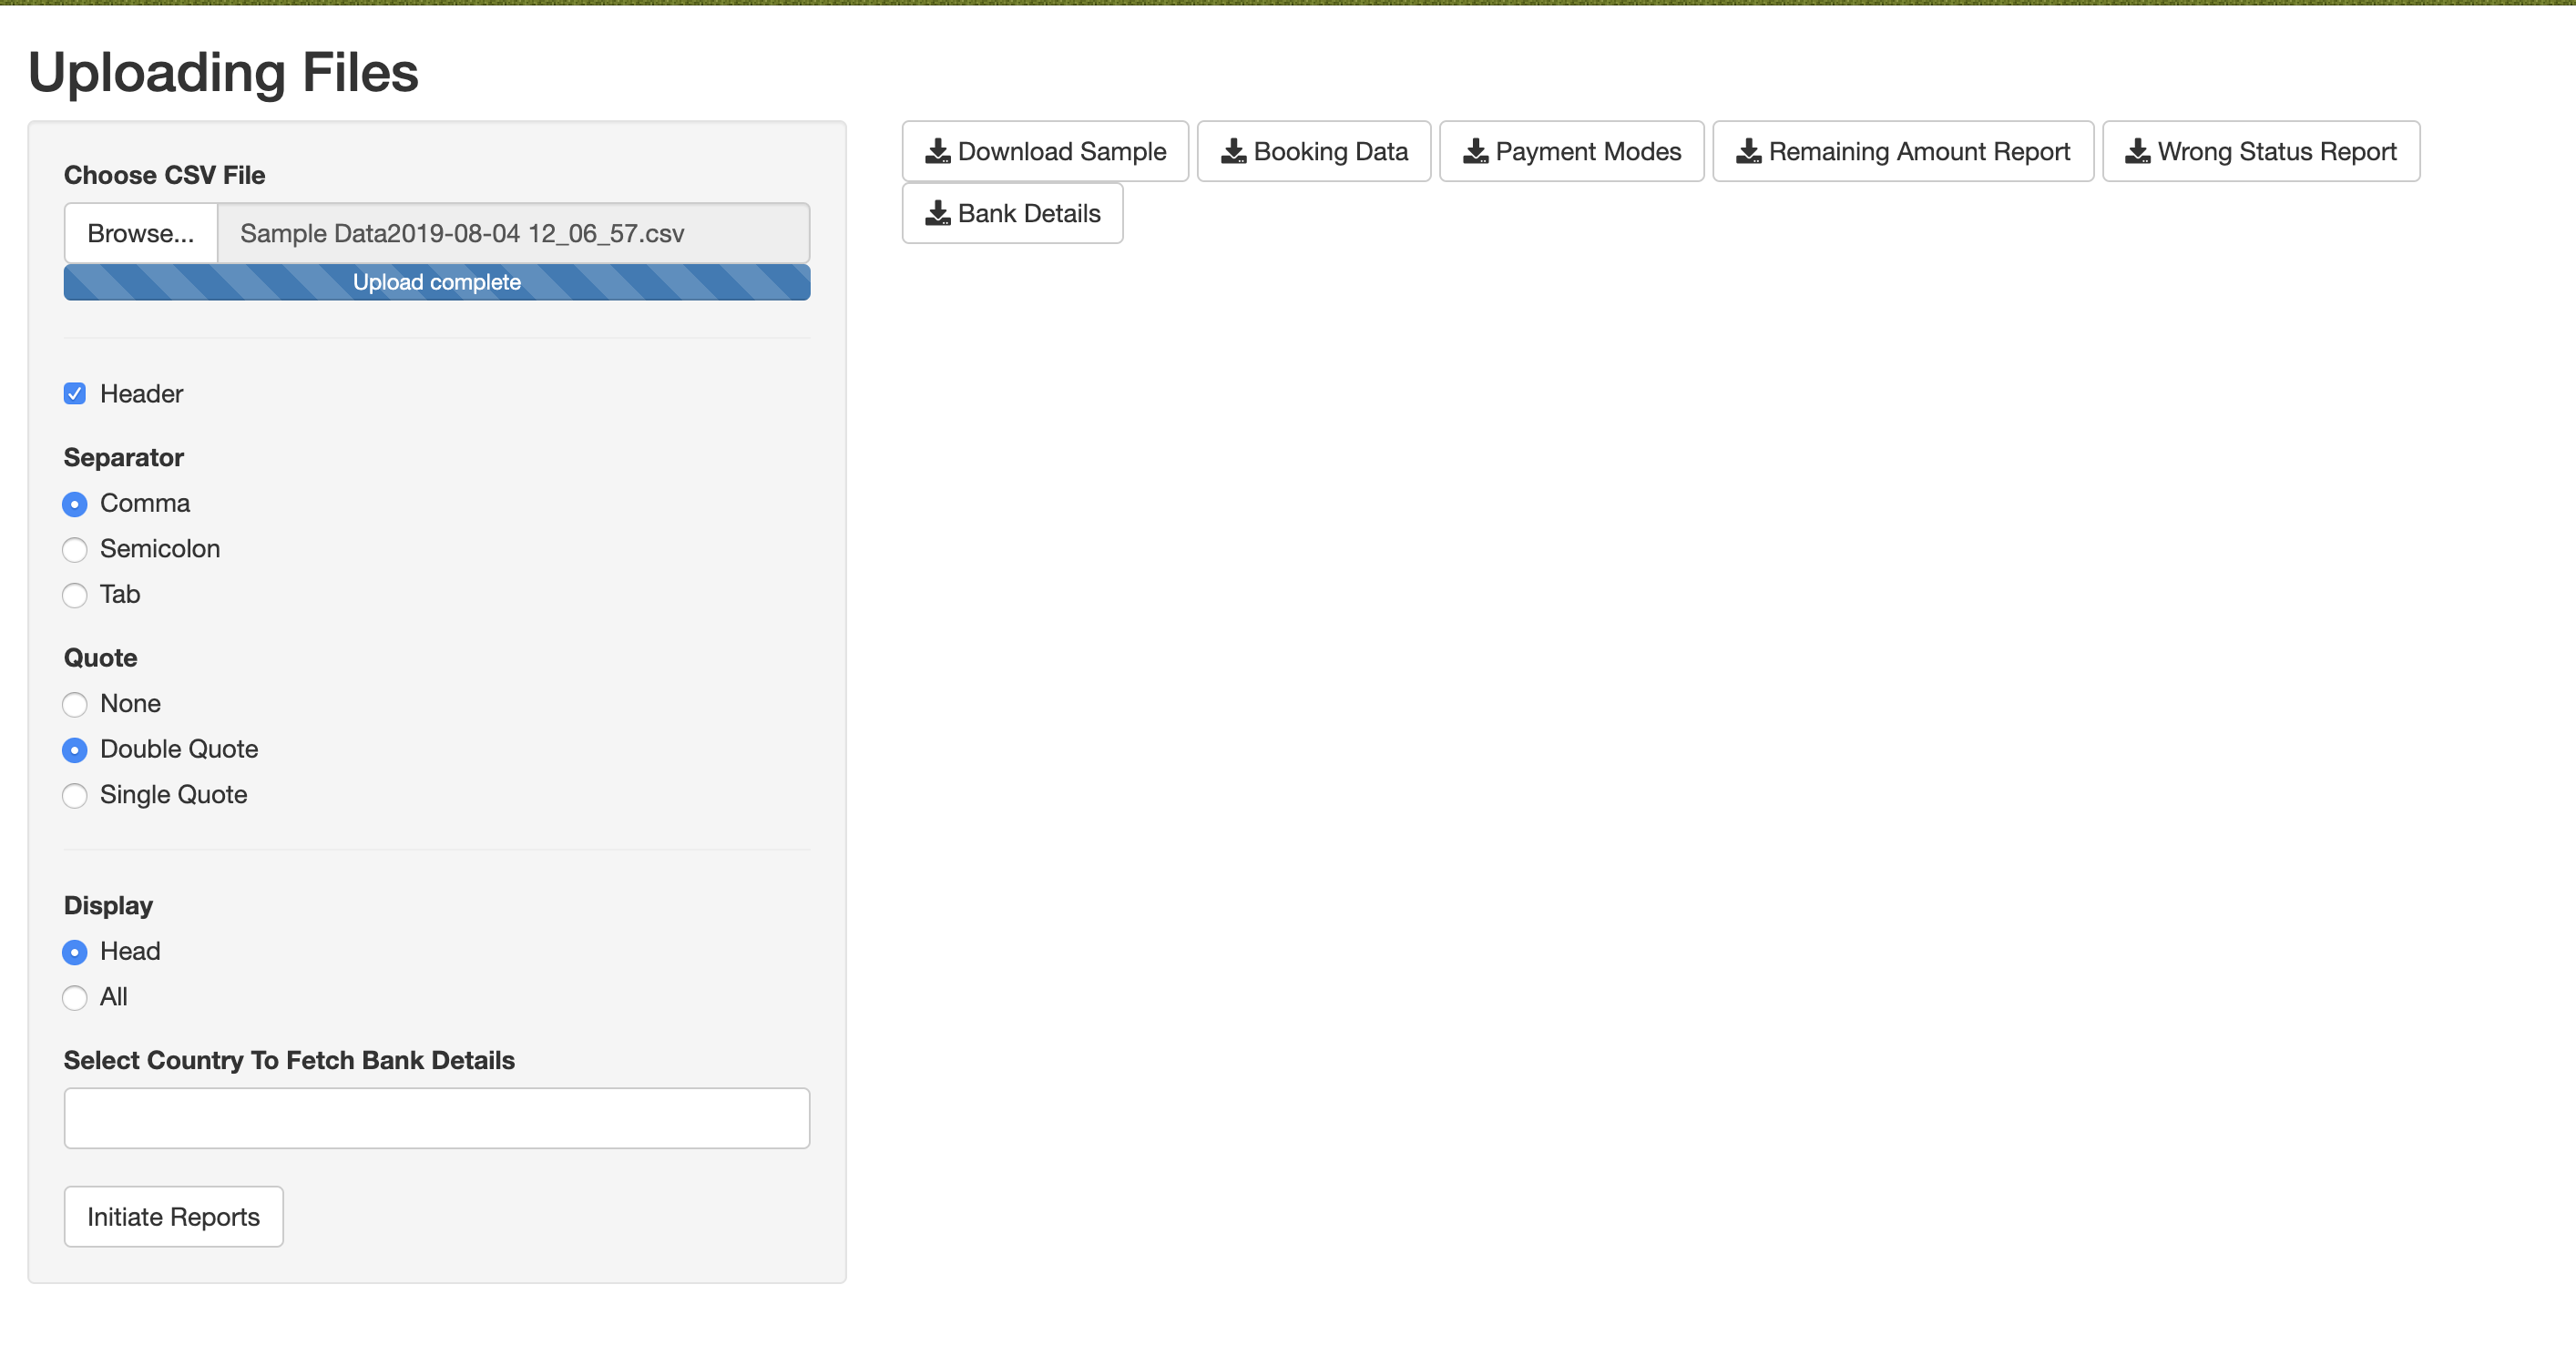 Uploading Files
Choose CSV File
Browse... Sample Data2019-08-04 12_06_57.csv
Upload complete
Header
Separator
Comma
Semicolon
Tab
Quote
None
Double Quote
Single Quote
Display
Head
All
Select Country To Fetch Bank Details
Initiate Reports
Download Sample Booking Data Payment Modes Remaining Amount Report Wrong Status Report
Bank Details